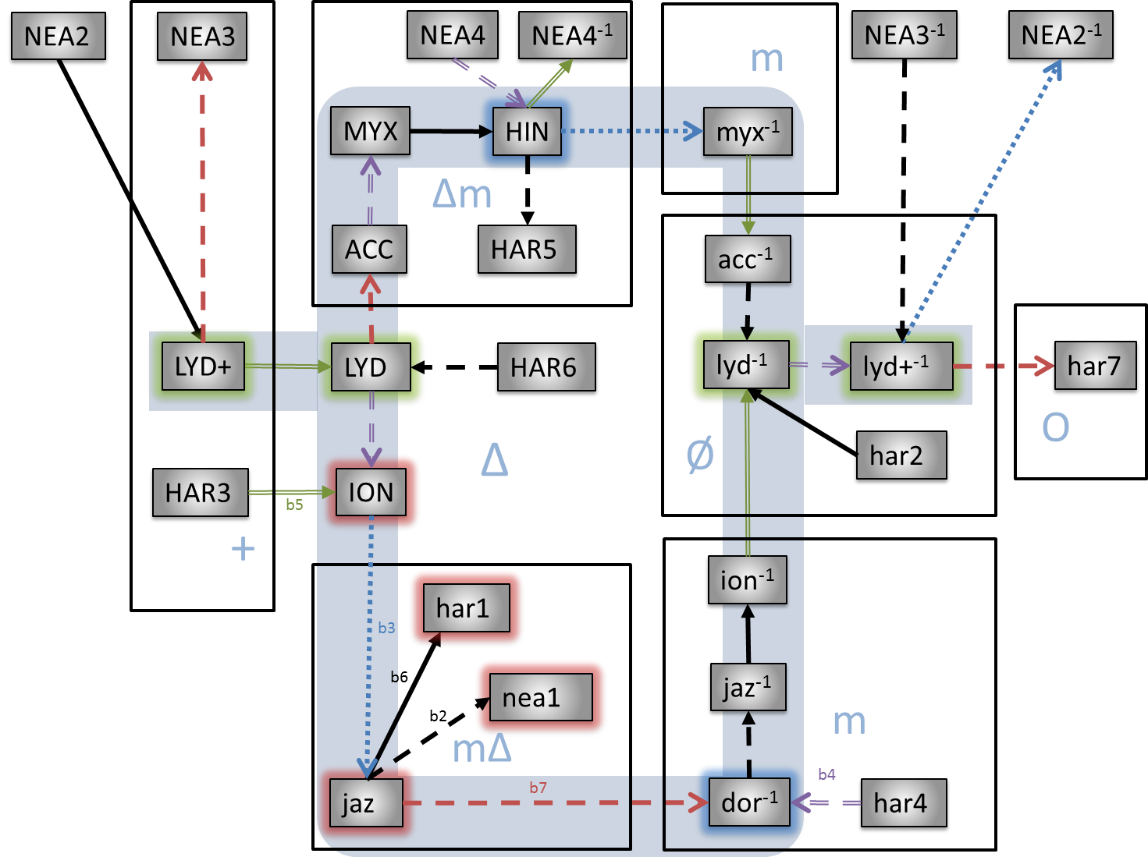 NEA2
NEA3
NEA4
NEA4⁻¹
NEA3⁻¹
NEA2⁻¹
m
MYX
HIN
myx⁻¹
Δm
ACC
HAR5
acc⁻¹
LYD+
LYD
HAR6
lyd⁻¹
lyd+⁻¹
har7
O
Δ
Ø
har2
HAR3
b5
ION
+
ion⁻¹
har1
b3
b6
jaz⁻¹
nea1
b2
mΔ
m
jaz
b7
dor⁻¹
b4
har4